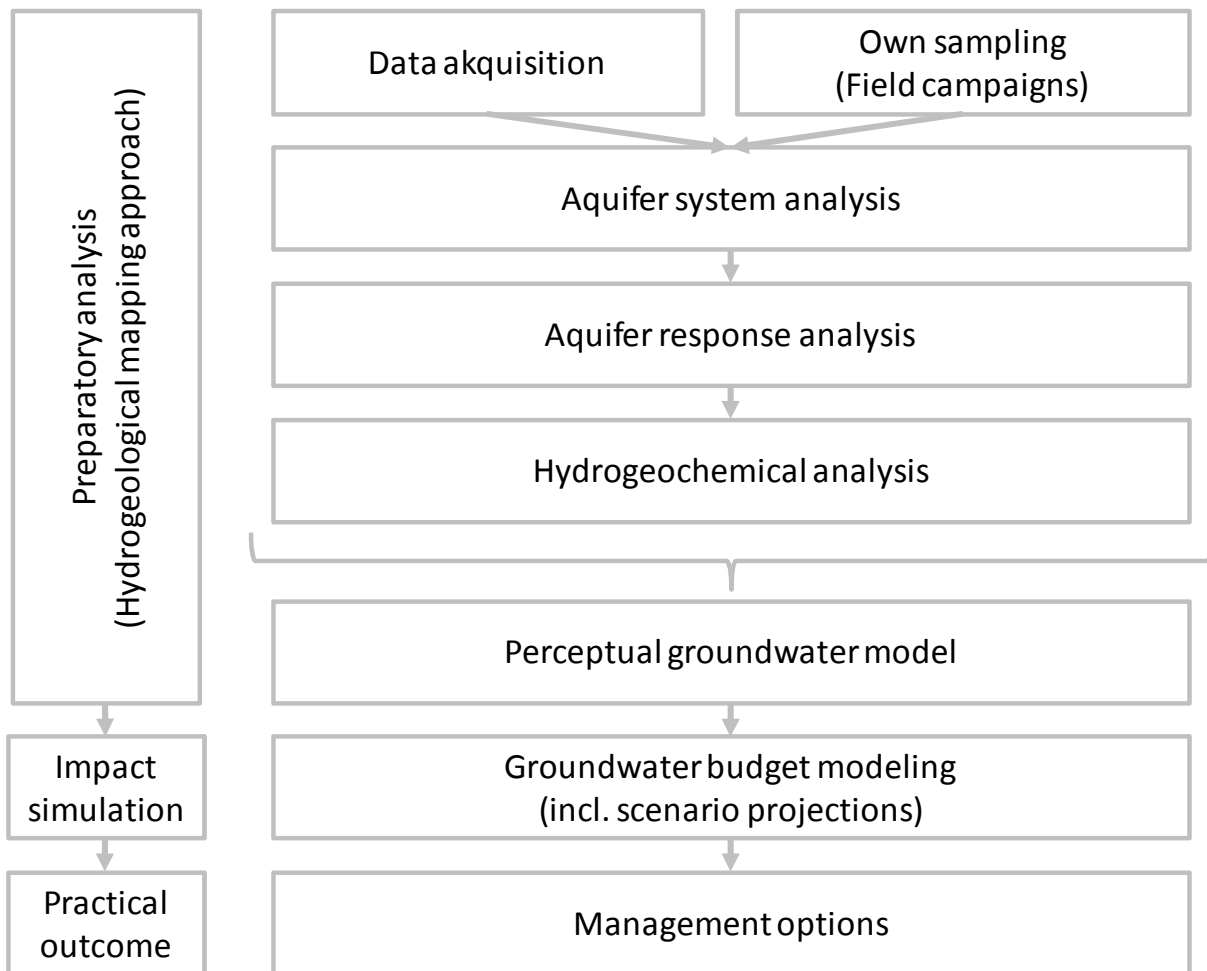 Preparatory analysis
(Hydrogeological mapping approach)
Data akquisition
Own sampling
(Field campaigns)
Aquifer system analysis
Aquifer response analysis
Hydrogeochemical analysis
Perceptual groundwater model
Impact
simulation
Groundwater budget modeling
(incl. scenario projections)
Practical
outcome
Management options